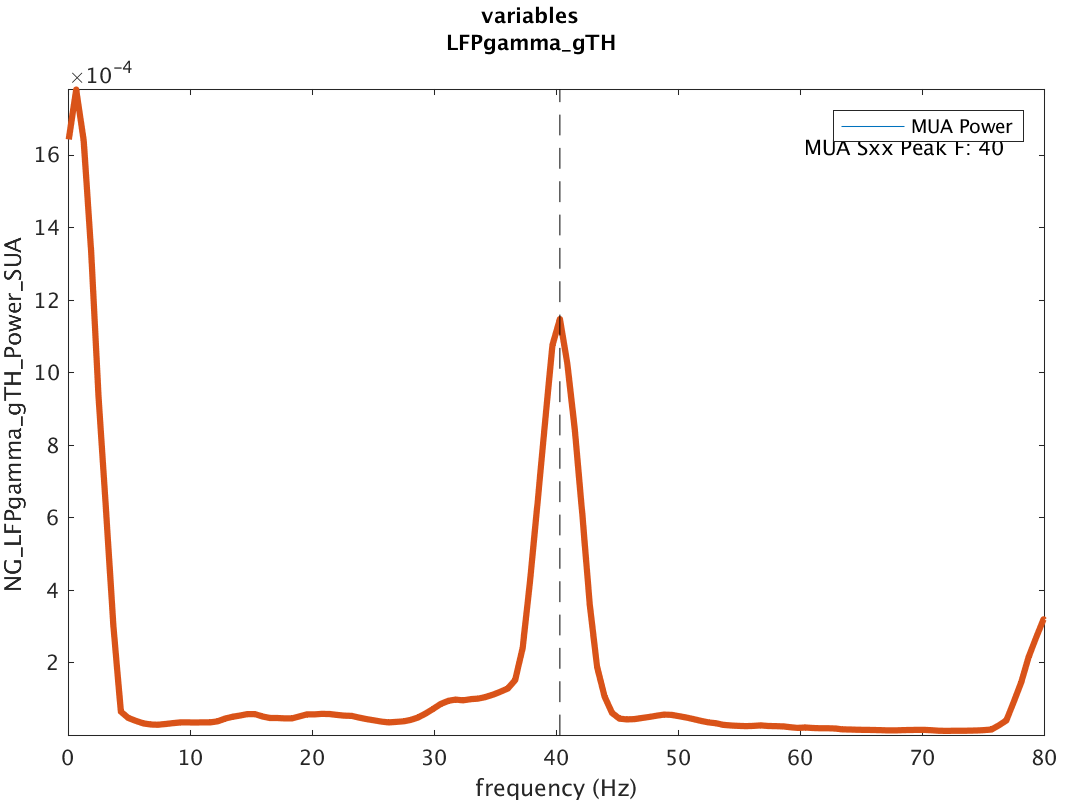 variables
LFPgamma_gTH
×10⁻⁴
MUA Power
MUA Sxx Peak F: 40
16
14
12
10
8
6
4
2
NG_LFPgamma_gTH_Power_SUA
0 10 20 30 40 50 60 70 80
frequency (Hz)